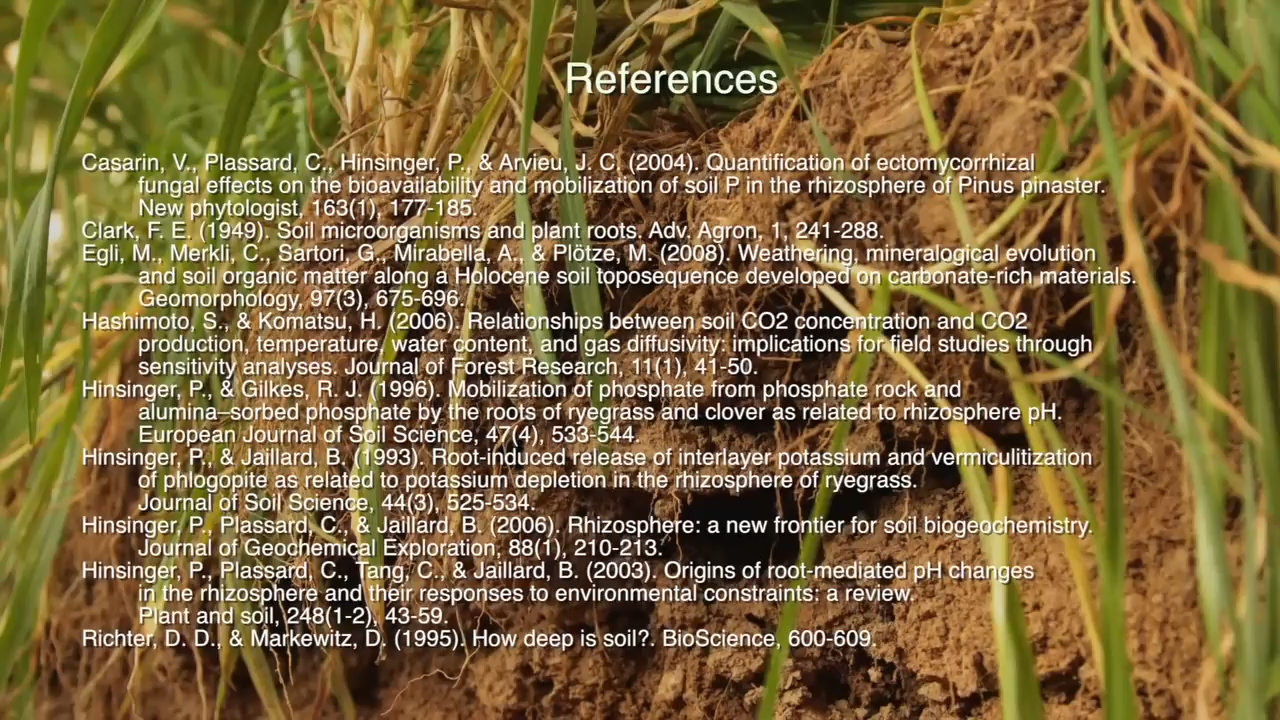 References
Casarin, V., Plassard, C., Hinsinger, P., & Arvieu, J. C. (2004). Quantification of ectomycorrhizal
fungal effects on the bioavailability and mobilization of soil P in the rhizosphere of Pinus pinaster.
New phytologist, 163(1), 177-185.
Clark, F. E. (1949). Soil microorganisms and plant roots. Adv. Agron, 1, 241-288.
Egli, M., Merkli, C., Sartori, G., Mirabella, A., & Plötze, M. (2008). Weathering, mineralogical evolution
and soil organic matter along a Holocene soil toposequence developed on carbonate-rich materials.
Geomorphology, 97(3), 675-696.
Hashimoto, S., & Komatsu, H. (2006). Relationships between soil CO2 concentration and CO2
production, temperature, water content, and gas diffusivity: implications for field studies through
sensitivity analyses. Journal of Forest Research, 11(1), 41-50.
Hinsinger, P., & Gilkes, R. J. (1996). Mobilization of phosphate from phosphate rock and
alumina–sorbed phosphate by the roots of ryegrass and clover as related to rhizosphere pH.
European Journal of Soil Science, 47(4), 533-544.
Hinsinger, P., & Jaillard, B. (1993). Root-induced release of interlayer potassium and vermiculitization
of phlogopite as related to potassium depletion in the rhizosphere of ryegrass.
Journal of Soil Science, 44(3), 525-534.
Hinsinger, P., Plassard, C., & Jaillard, B. (2006). Rhizosphere: a new frontier for soil biogeochemistry.
Journal of Geochemical Exploration, 88(1), 210-213.
Hinsinger, P., Plassard, C., Tang, C., & Jaillard, B. (2003). Origins of root-mediated pH changes
in the rhizosphere and their responses to environmental constraints: a review.
Plant and soil, 248(1-2), 43-59.
Richter, D. D., & Markewitz, D. (1995). How deep is soil?. BioScience, 600-609.